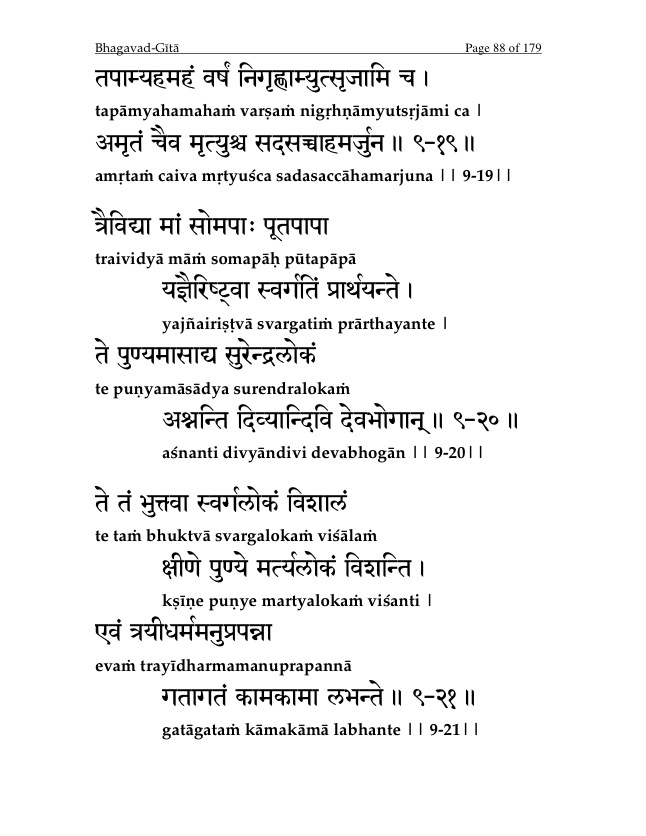 Bhagavad-Gītā Page 88 of 179
तपाम्यहमहं वर्षं निगृह्णाम्युत्सृजामि च ।
tapāmyahamahaṁ varṣaṁ nigṛhṇāmyutsṛjāmi ca |
अमृतं चैव मृत्युश्च सदसच्चाहमर्जुन ॥ ९-१९॥
amṛtaṁ caiva mṛtyuśca sadasaccāhamarjuna || 9-19||
त्रैविद्या मां सोमपाः पूतपापा
traividyā māṁ somapāḥ pūtapāpā
यज्ञैरिष्ट्वा स्वर्गतिं प्रार्थयन्ते ।
yajñairiṣṭvā svargatiṁ prārthayante |
ते पुण्यमासाद्य सुरेन्द्रलोकं
te puṇyamāsādya surendralokaṁ
अश्नन्ति दिव्यान्दिवि देवभोगान् ॥ ९-२०॥
aśnanti divyāndivi devabhogān || 9-20||
ते तं भुक्त्वा स्वर्गलोकं विशालं
te taṁ bhuktvā svargalokaṁ viśālaṁ
क्षीणे पुण्ये मर्त्यलोकं विशन्ति ।
kṣīṇe puṇye martyalokaṁ viśanti |
एवं त्रयीधर्ममनुप्रपन्ना
evaṁ trayīdharmamanuprapannā
गतागतं कामकामा लभन्ते ॥ ९-२१॥
gatāgataṁ kāmakāmā labhante || 9-21||